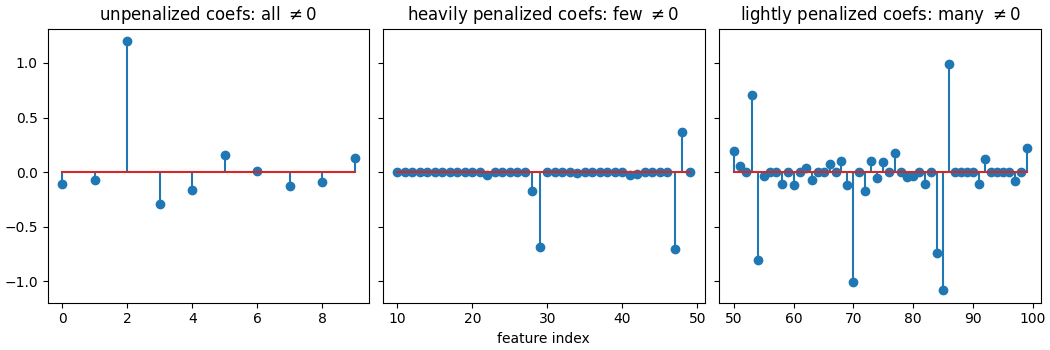 unpenalized coefs: all ≠0
heavily penalized coefs: few ≠0
lightly penalized coefs: many ≠0
1.0
0.5
0.0
−0.5
−1.0
0 2 4 6 8
10 20 30 40 50
50 60 70 80 90 100
feature index